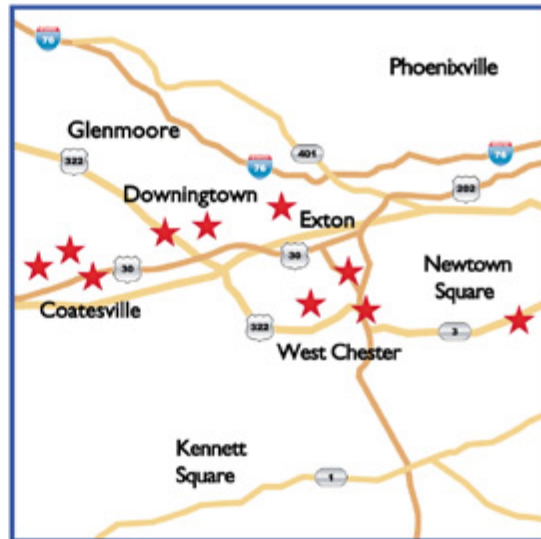 76
Phoenixville
Glenmoore
401
76
322
76
202
Downingtown
Exton
30
30
Newtown
Square
Coatesville
322
3
West Chester
Kennett
Square
1